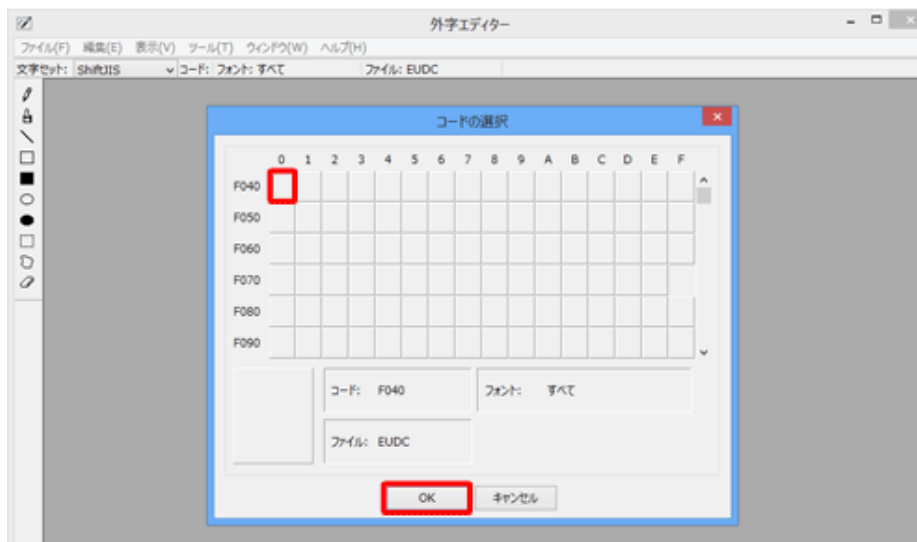 外字エディター
ファイル(F) 編集(E) 表示(V) ツール(T) ウィンドウ(W) ヘルプ(H)
文字セット: ShiftJIS コード: フォント: すべて ファイル: EUDC
コードの選択
0 1 2 3 4 5 6 7 8 9 A B C D E F
F040
F050
F060
F070
F080
F090
コード: F040 フォント: すべて
ファイル: EUDC
OK キャンセル